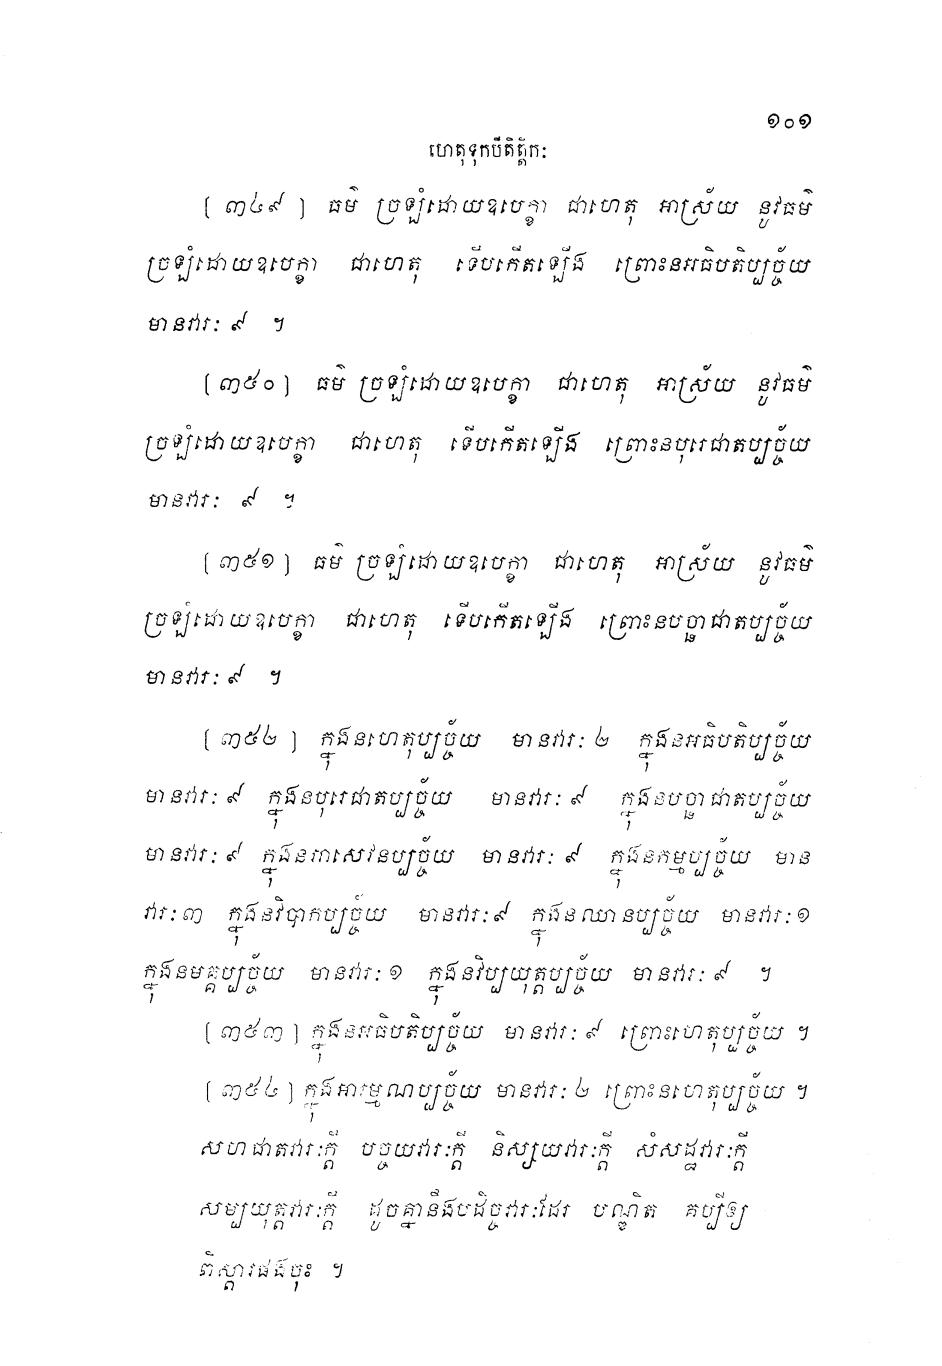 ១០១
ហេតុទុកបីតិត្តិកៈ
[៣៤៩] ធម៌ ច្រឡំដោយឧបេក្ខា ជាហេតុ អាស្រ័យ នូវធម៌
ច្រឡំដោយឧបេក្ខា ជាហេតុ ទើបកើតឡើង ព្រោះនអធិបតិប្បច្ច័យ
មានវារៈ ៩ ។
[៣៥០] ធម៌ ច្រឡំដោយឧបេក្ខា ជាហេតុ អាស្រ័យ នូវធម៌
ច្រឡំដោយឧបេក្ខា ជាហេតុ ទើបកើតឡើង ព្រោះនបុរេជាតប្បច្ច័យ
មានវារៈ ៩ ។
[៣៥១] ធម៌ ច្រឡំដោយឧបេក្ខា ជាហេតុ អាស្រ័យ នូវធម៌
ច្រឡំដោយឧបេក្ខា ជាហេតុ ទើបកើតឡើង ព្រោះនបច្ឆាជាតប្បច្ច័យ
មានវារៈ ៩ ។
[៣៥២] ក្នុងនហេតុប្បច្ច័យ មានវារៈ ២ ក្នុងនអធិបតិប្បច្ច័យ
មានវារៈ ៩ ក្នុងនបុរេជាតប្បច្ច័យ មានវារៈ ៩ ក្នុងនបច្ឆាជាតប្បច្ច័យ
មានវារៈ ៩ ក្នុងនអាសេវនប្បច្ច័យ មានវារៈ ៩ ក្នុងនកម្មប្បច្ច័យ មាន
វារៈ ៣ ក្នុងនវិបាកប្បច្ច័យ មានវារៈ ៩ ក្នុងនឈានប្បច្ច័យ មានវារៈ ១
ក្នុងនមគ្គប្បច្ច័យ មានវារៈ ១ ក្នុងនវិប្បយុត្តប្បច្ច័យ មានវារៈ ៩ ។
[៣៥៣] ក្នុងនអធិបតិប្បច្ច័យ មានវារៈ ៩ ព្រោះហេតុប្បច្ច័យ ។
[៣៥៤] ក្នុងអារម្មណប្បច្ច័យ មានវារៈ ២ ព្រោះនហេតុប្បច្ច័យ ។
សហជាតវារៈក្តី បច្ចយវារៈក្តី និស្សយវារៈក្តី សំសដ្ឋវារៈក្តី
សម្បយុត្តវារៈក្តី ដូចគ្នានឹងបដិច្ចវារៈដែរ បណ្ឌិត គប្បីឲ្យ
ពិស្តារផងចុះ ។